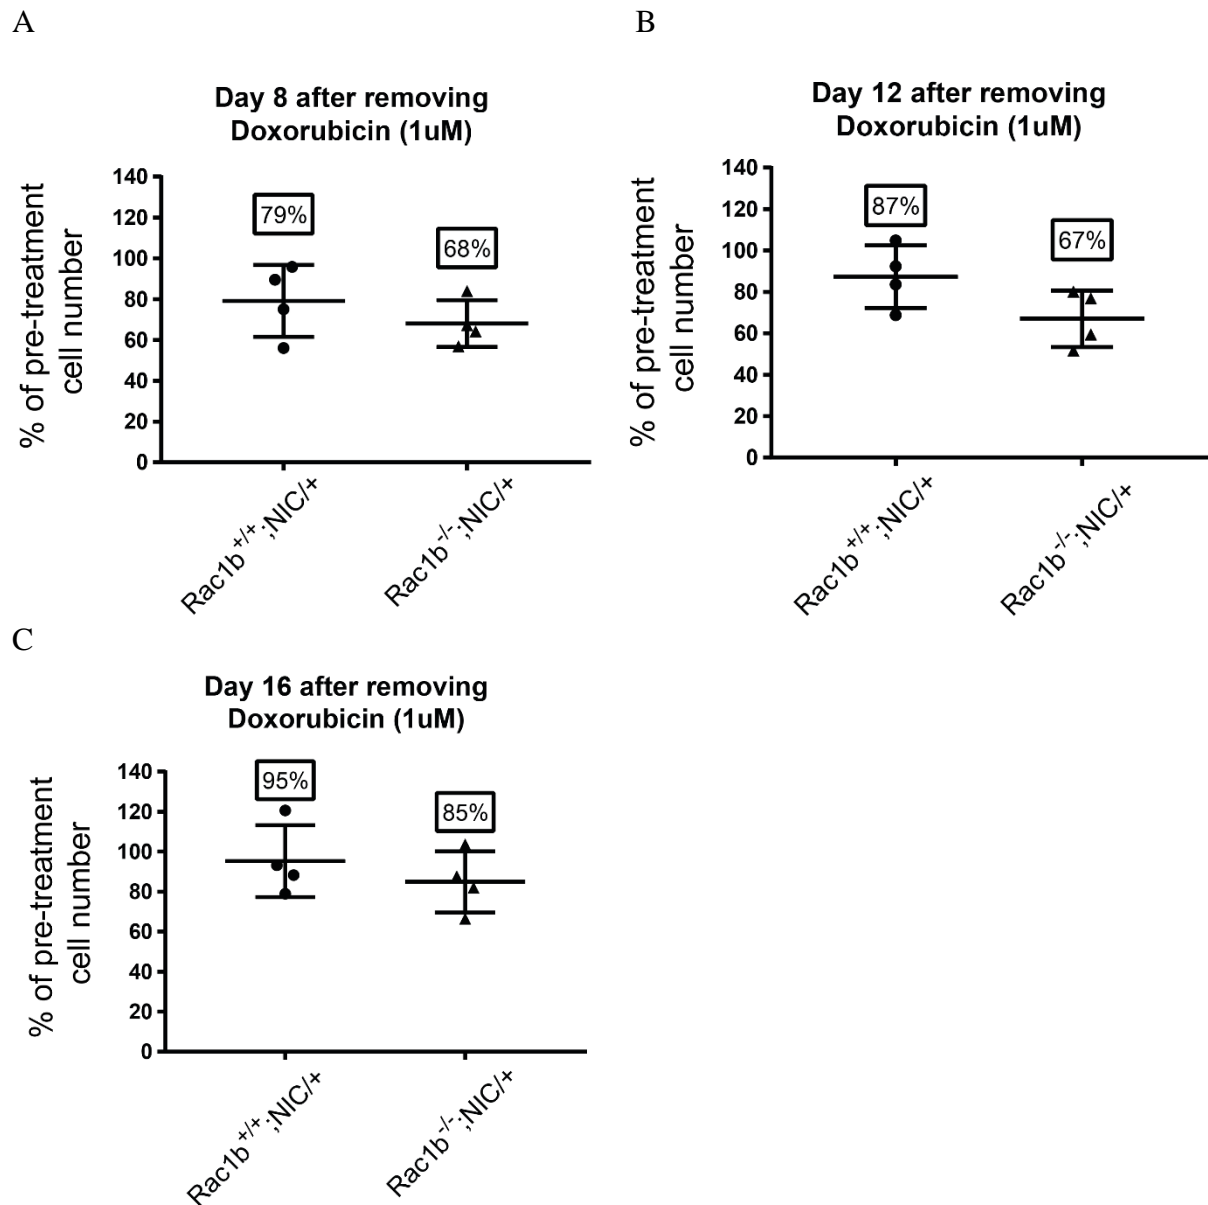 A
Day 8 after removing
Doxorubicin (1uM)
% of pre-treatment
cell number
140
120
100
80
60
40
20
0
79%
68%
Rac1b+/+;NIC/+
Rac1b-/-;NIC/+
B
Day 12 after removing
Doxorubicin (1uM)
% of pre-treatment
cell number
140
120
100
80
60
40
20
0
87%
67%
Rac1b+/+;NIC/+
Rac1b-/-;NIC/+
C
Day 16 after removing
Doxorubicin (1uM)
% of pre-treatment
cell number
140
120
100
80
60
40
20
0
95%
85%
Rac1b+/+;NIC/+
Rac1b-/-;NIC/+